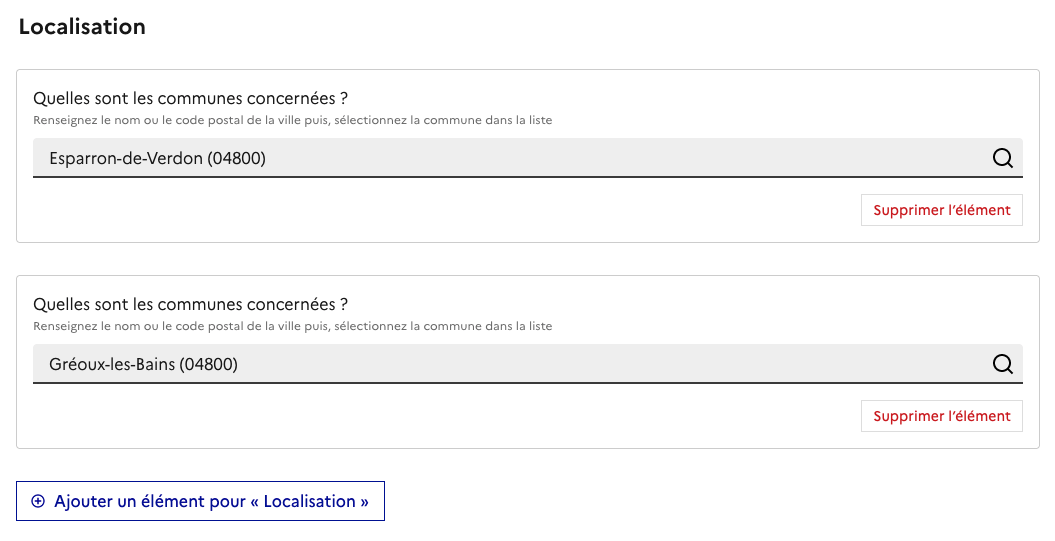 Localisation
Quelles sont les communes concernées ?
Renseignez le nom ou le code postal de la ville puis, sélectionnez la commune dans la liste
Esparron-de-Verdon (04800)
Supprimer l’élément
Quelles sont les communes concernées ?
Renseignez le nom ou le code postal de la ville puis, sélectionnez la commune dans la liste
Gréoux-les-Bains (04800)
Supprimer l’élément
Ajouter un élément pour « Localisation »